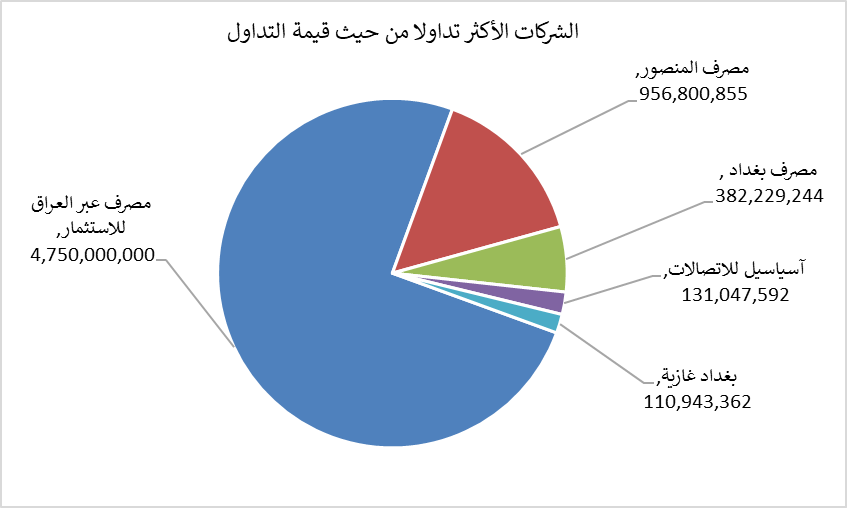 الشركات الأكثر تداولا من حيث قيمة التداول
مصرف المنصور,
956,800,855
مصرف بغداد ,
382,229,244
آسياسيل للاتصالات,
131,047,592
بغداد غازية,
110,943,362
مصرف عبر العراق
للاستثمار,
4,750,000,000